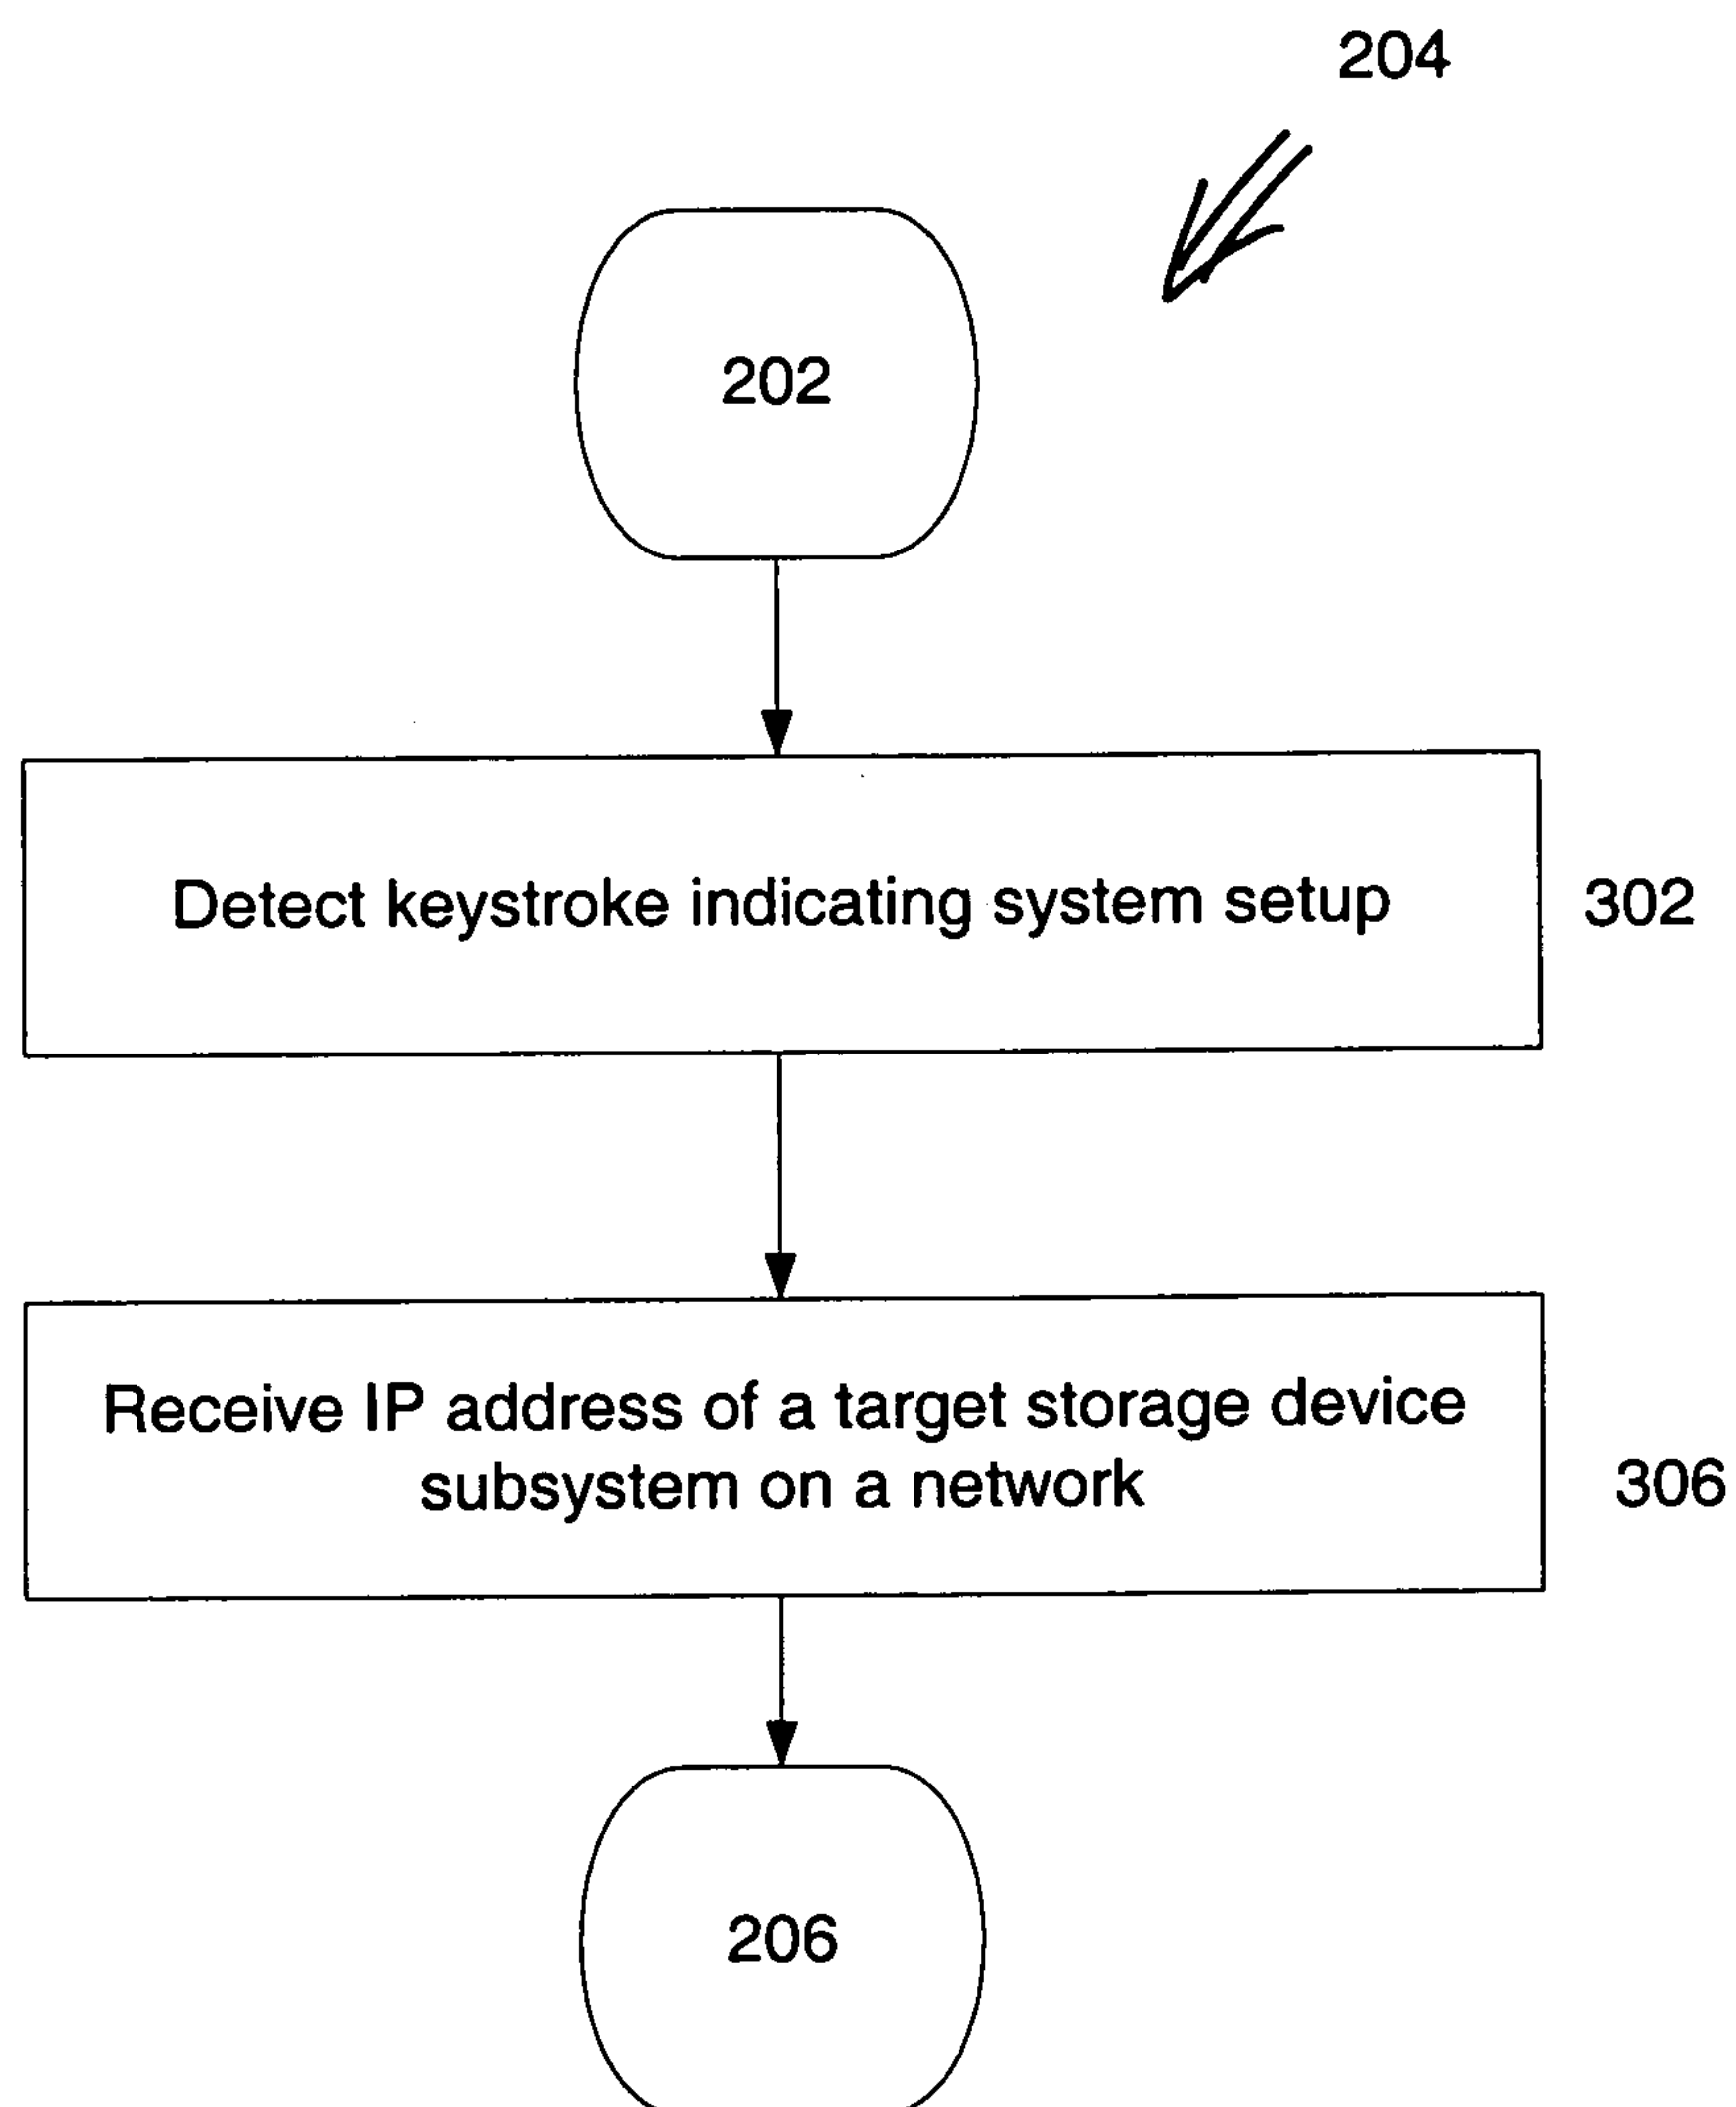 204
202
Detect keystroke indicating system setup
302
Receive IP address of a target storage device
subsystem on a network
306
206